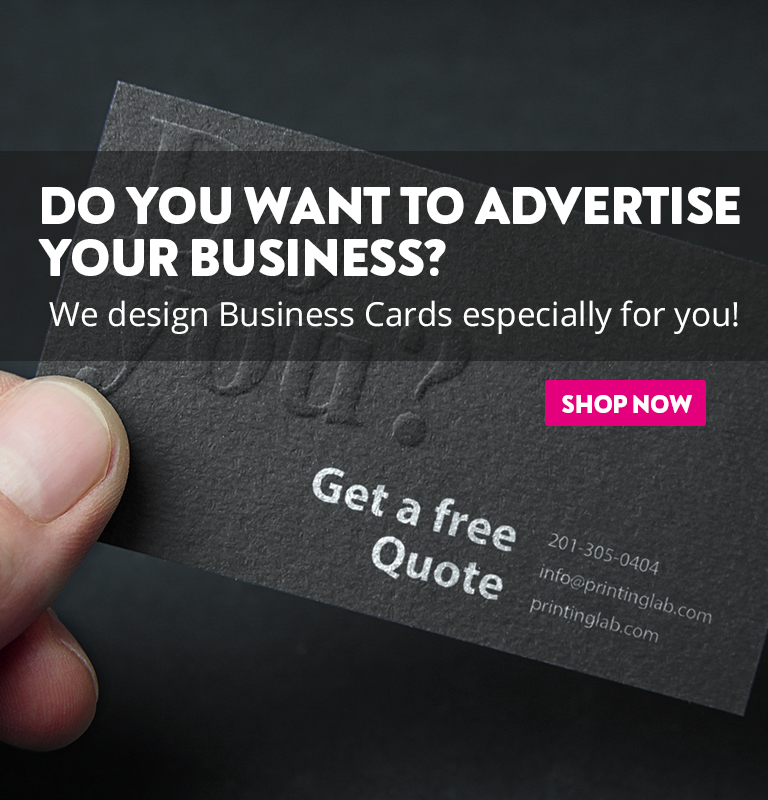 DO YOU WANT TO ADVERTISE
YOUR BUSINESS?
We design Business Cards especially for you!
you?
SHOP NOW
Get a free
Quote
201-305-0404
info@printinglab.com
printinglab.com